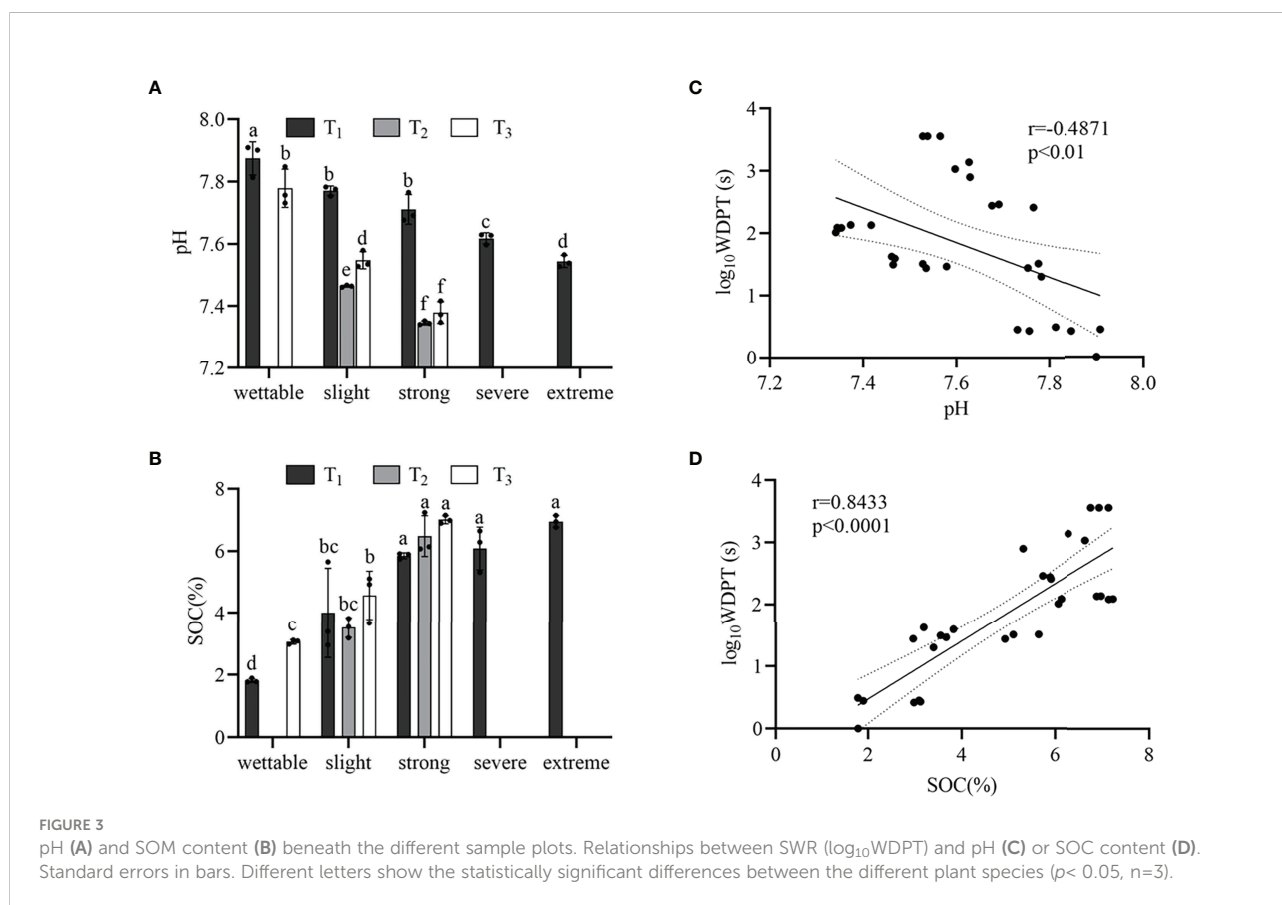 A
T₁ T₂ T₃
8.0
7.8
7.6
7.4
7.2
pH
a
b
b
e
d
b
f
f
c
d
wettable slight strong severe extreme
B
T₁ T₂ T₃
8
6
4
2
0
SOC(%)
d
c
bc
bc
b
a
a
a
a
a
wettable slight strong severe extreme
C
r=-0.4871
p<0.01
4
3
2
1
0
log₁₀WDPT (s)
7.2 7.4 7.6 7.8 8.0
pH
D
r=0.8433
p<0.0001
4
3
2
1
0
log₁₀WDPT (s)
0 2 4 6 8
SOC(%)
FIGURE 3
pH (A) and SOM content (B) beneath the different sample plots. Relationships between SWR (log₁₀WDPT) and pH (C) or SOC content (D).
Standard errors in bars. Different letters show the statistically significant differences between the different plant species (p< 0.05, n=3).